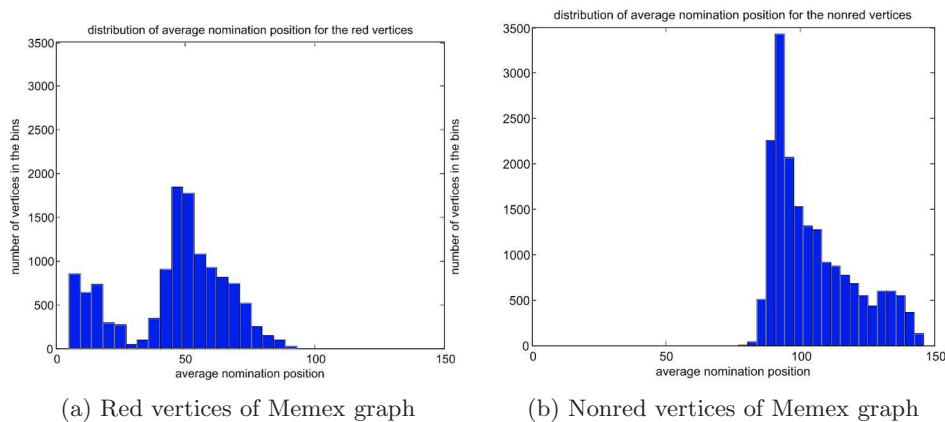 distribution of average nomination position for the red vertices
3500
3000
2500
2000
1500
1000
500
0
number of vertices in the bins
0 50 100 150
average nomination position
(a) Red vertices of Memex graph
distribution of average nomination position for the nonred vertices
3500
3000
2500
2000
1500
1000
500
0
number of vertices in the bins
0 50 100 150
average nomination position
(b) Nonred vertices of Memex graph